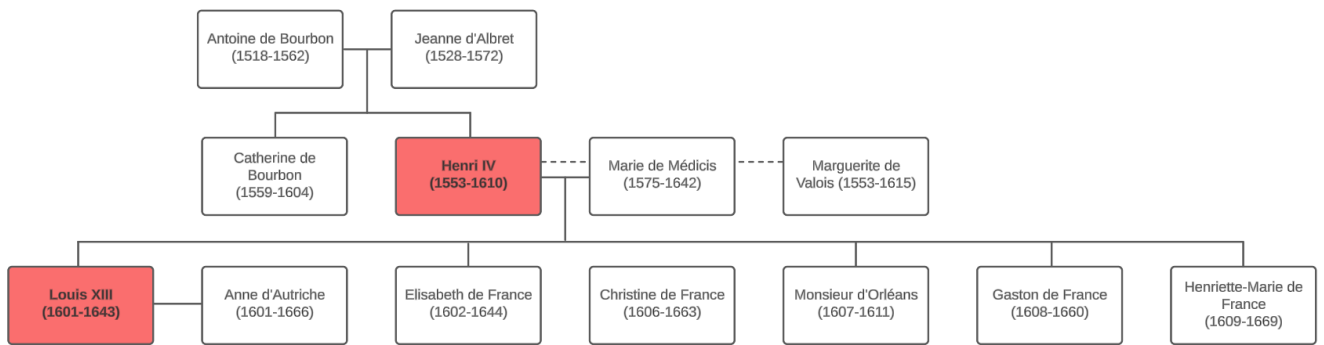 Antoine de Bourbon
(1518-1562)
Jeanne d'Albret
(1528-1572)
Catherine de
Bourbon
(1559-1604)
Henri IV
(1553-1610)
Marie de Médicis
(1575-1642)
Marguerite de
Valois (1553-1615)
Louis XIII
(1601-1643)
Anne d'Autriche
(1601-1666)
Elisabeth de France
(1602-1644)
Christine de France
(1606-1663)
Monsieur d'Orléans
(1607-1611)
Gaston de France
(1608-1660)
Henriette-Marie de
France
(1609-1669)